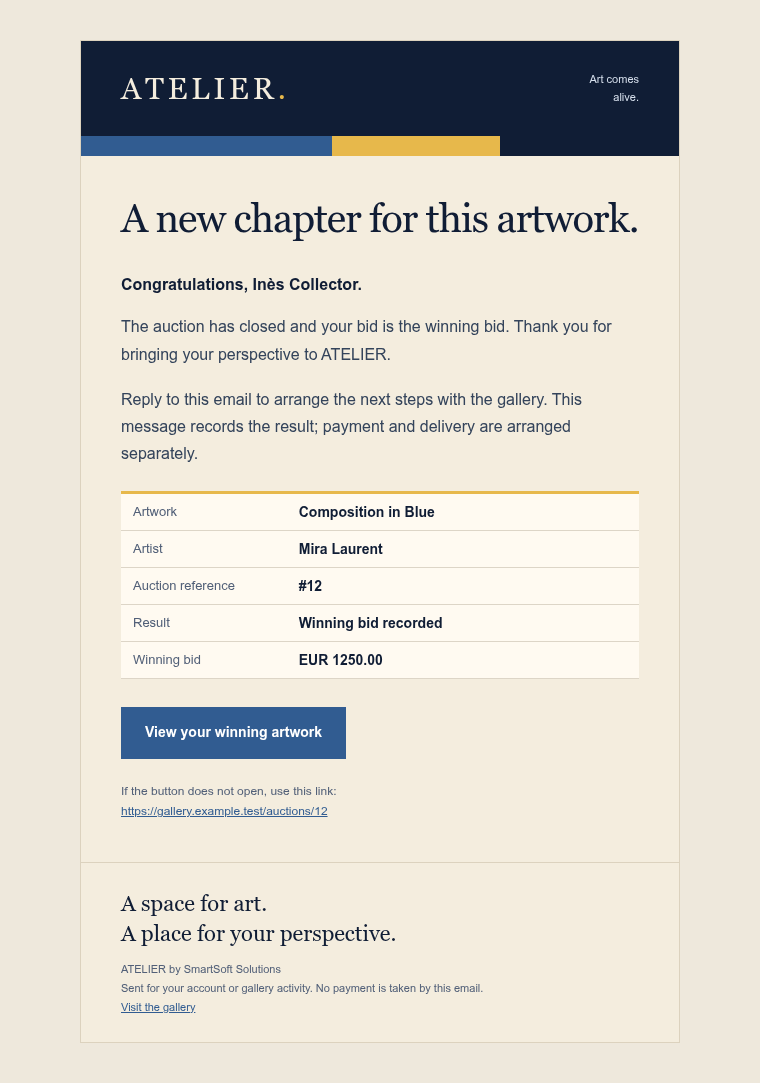 ATELIER.
Art comes
alive.
A new chapter for this artwork.
Congratulations, Inès Collector.
The auction has closed and your bid is the winning bid. Thank you for
bringing your perspective to ATELIER.
Reply to this email to arrange the next steps with the gallery. This
message records the result; payment and delivery are arranged
separately.
Artwork Composition in Blue
Artist Mira Laurent
Auction reference #12
Result Winning bid recorded
Winning bid EUR 1250.00
View your winning artwork
If the button does not open, use this link:
https://gallery.example.test/auctions/12
A space for art.
A place for your perspective.
ATELIER by SmartSoft Solutions
Sent for your account or gallery activity. No payment is taken by this email.
Visit the gallery